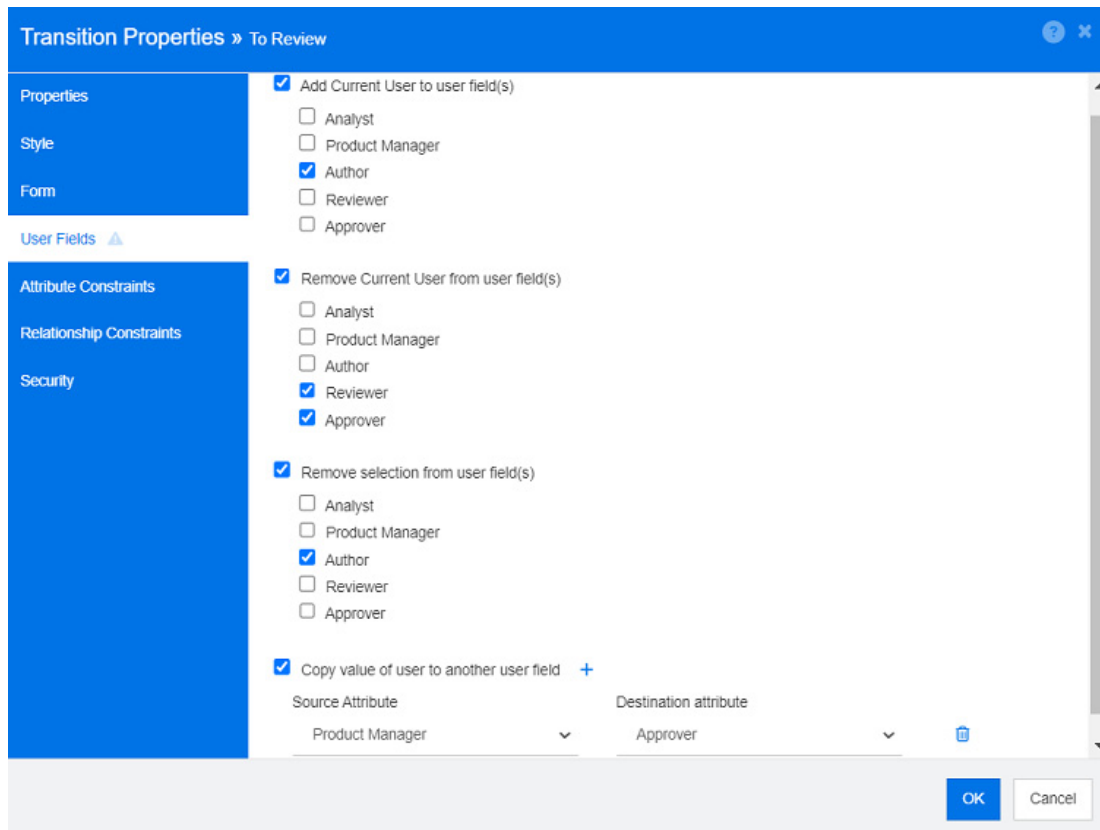 Transition Properties » To Review
Properties
Style
Form
User Fields
Attribute Constraints
Relationship Constraints
Security
Add Current User to user field(s)
Analyst
Product Manager
Author
Reviewer
Approver
Remove Current User from user field(s)
Analyst
Product Manager
Author
Reviewer
Approver
Remove selection from user field(s)
Analyst
Product Manager
Author
Reviewer
Approver
Copy value of user to another user field +
Source Attribute Destination attribute
Product Manager Approver
OK Cancel